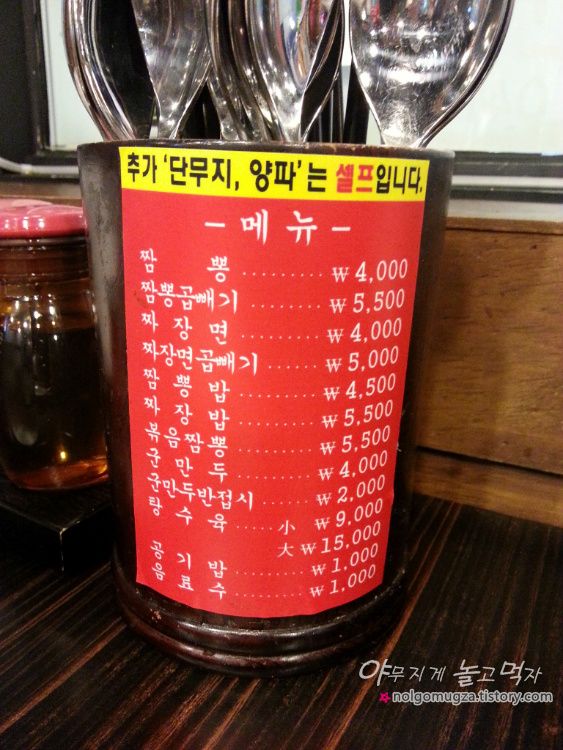 추가 '단무지, 양파'는 셀프입니다.
- 메 뉴 -
짬 뽕 ......... ₩ 4,000
짬뽕곱빼기 ........ ₩ 5,500
짜 장 면 ......... ₩ 4,000
짜장면곱빼기 ...... ₩ 5,000
짬 뽕 밥 ......... ₩ 4,500
짜 장 밥 ......... ₩ 5,500
볶음짬뽕 ......... ₩ 5,500
군 만 두 ......... ₩ 4,000
군만두반접시 ...... ₩ 2,000
탕 수 육 ..... 小 ₩ 9,000
大 ₩ 15,000
공 기 밥 ......... ₩ 1,000
음 료 수 ......... ₩ 1,000
야무지게 놀고먹자
nolgomugza.tistory.com